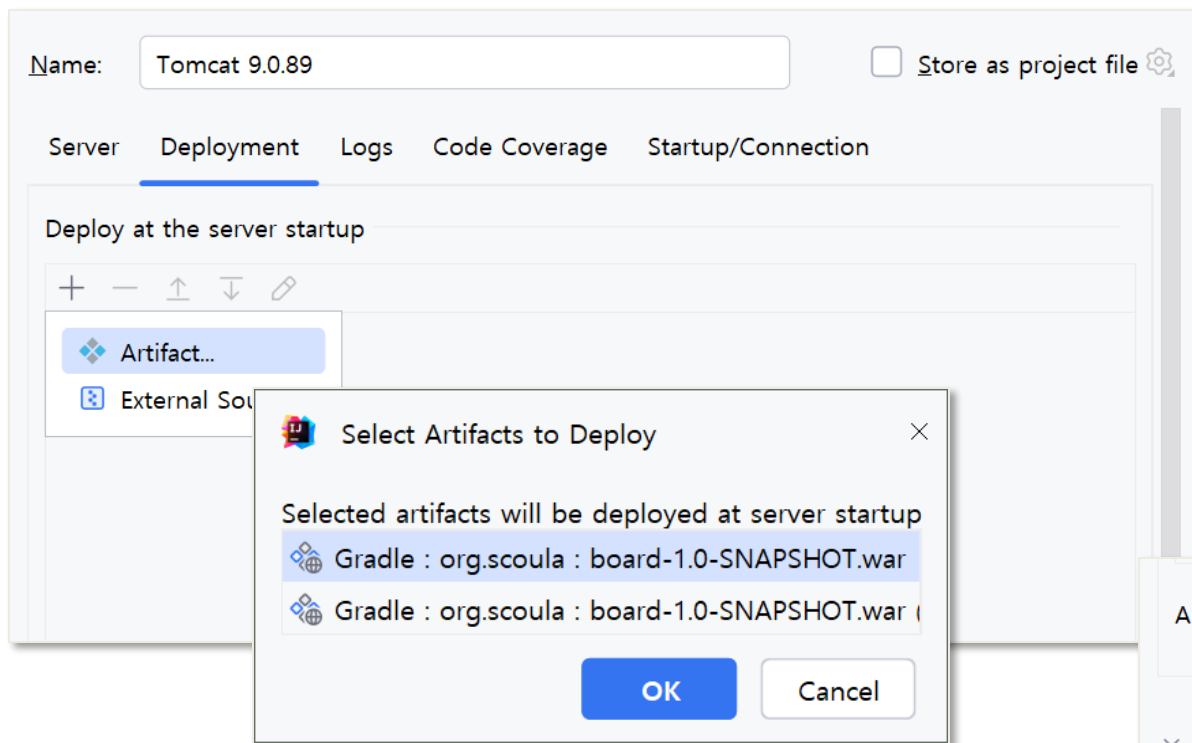 Name: Tomcat 9.0.89 Store as project file
Server Deployment Logs Code Coverage Startup/Connection
Deploy at the server startup
Artifact...
External
Select Artifacts to Deploy
Selected artifacts will be deployed at server startup
Gradle : org.scoula : board-1.0-SNAPSHOT.war
Gradle : org.scoula : board-1.0-SNAPSHOT.war (
OK Cancel